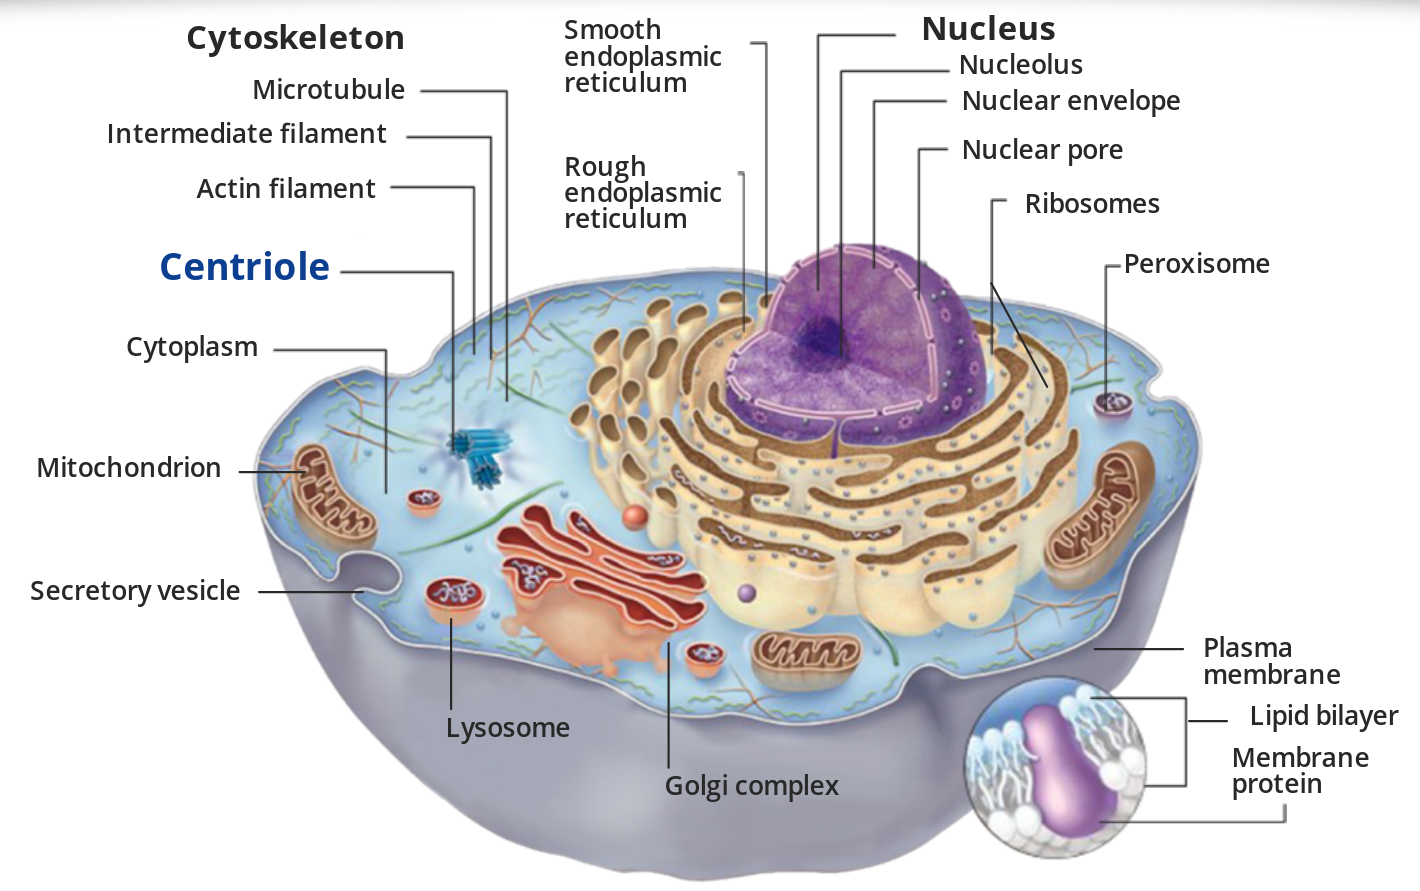 Cytoskeleton
Microtubule
Intermediate filament
Actin filament
Centriole
Cytoplasm
Mitochondrion
Secretory vesicle
Lysosome
Golgi complex
Smooth
endoplasmic
reticulum
Rough
endoplasmic
reticulum
Nucleus
Nucleolus
Nuclear envelope
Nuclear pore
Ribosomes
Peroxisome
Plasma
membrane
Lipid bilayer
Membrane
protein